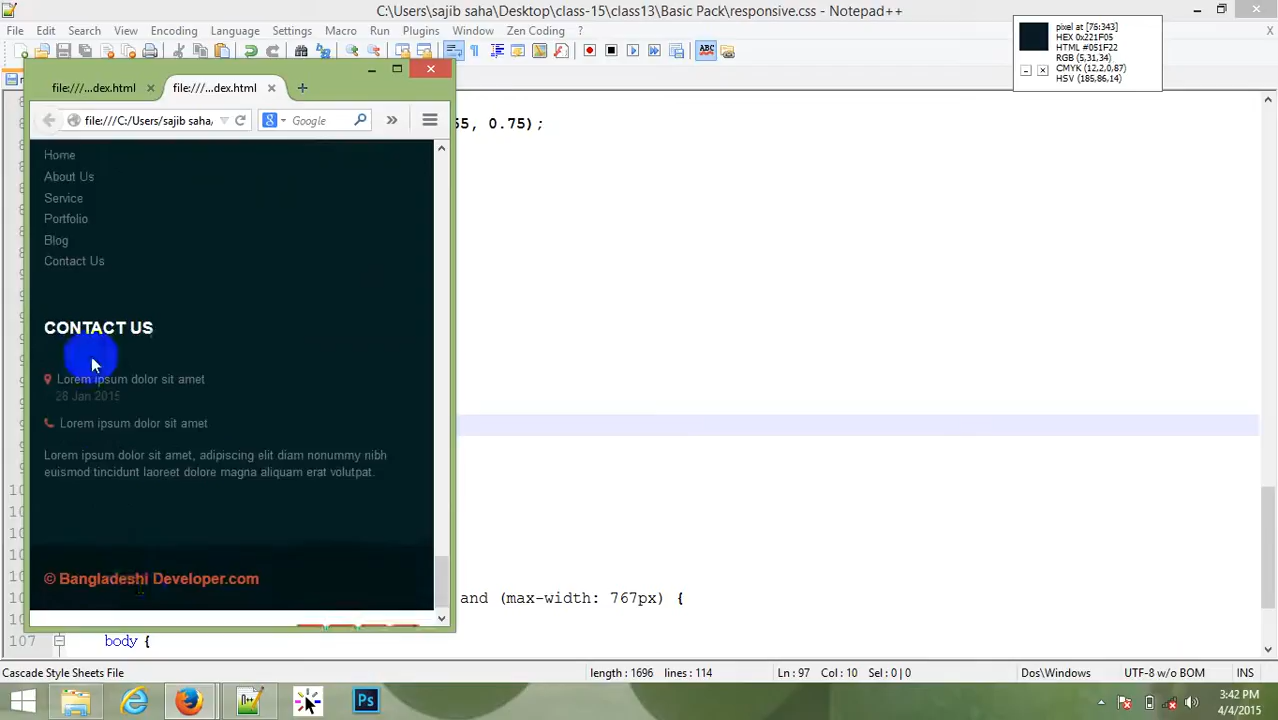 C:\Users\sajib saha\Desktop\class-15\class13\Basic Pack\responsive.css - Notepad++
File Edit Search View Encoding Language Settings Macro Run Plugins Window Zen Coding ?
pixel at [76:343]
HEX 0x221F05
HTML #051F22
RGB (5,31,34)
CMYK (12,2,0,87)
HSV (185,86,14)
file:///...dex.html file:///...dex.html
file:///C:/Users/sajib saha, Google
0.75);
Home
About Us
Service
Portfolio
Blog
Contact Us
CONTACT US
Lorem ipsum dolor sit amet
28 Jan 2015
Lorem ipsum dolor sit amet
Lorem ipsum dolor sit amet, adipiscing elit diam nonummy nibh
euismod tincidunt laoreet dolore magna aliquam erat volutpat.
© Bangladeshi Developer.com
and (max-width: 767px) {
107 body {
Cascade Style Sheets File length : 1696 lines : 114 Ln : 97 Col : 10 Sel : 0 | 0 Dos\Windows UTF-8 w/o BOM INS
Ps
3:42 PM
4/4/2015